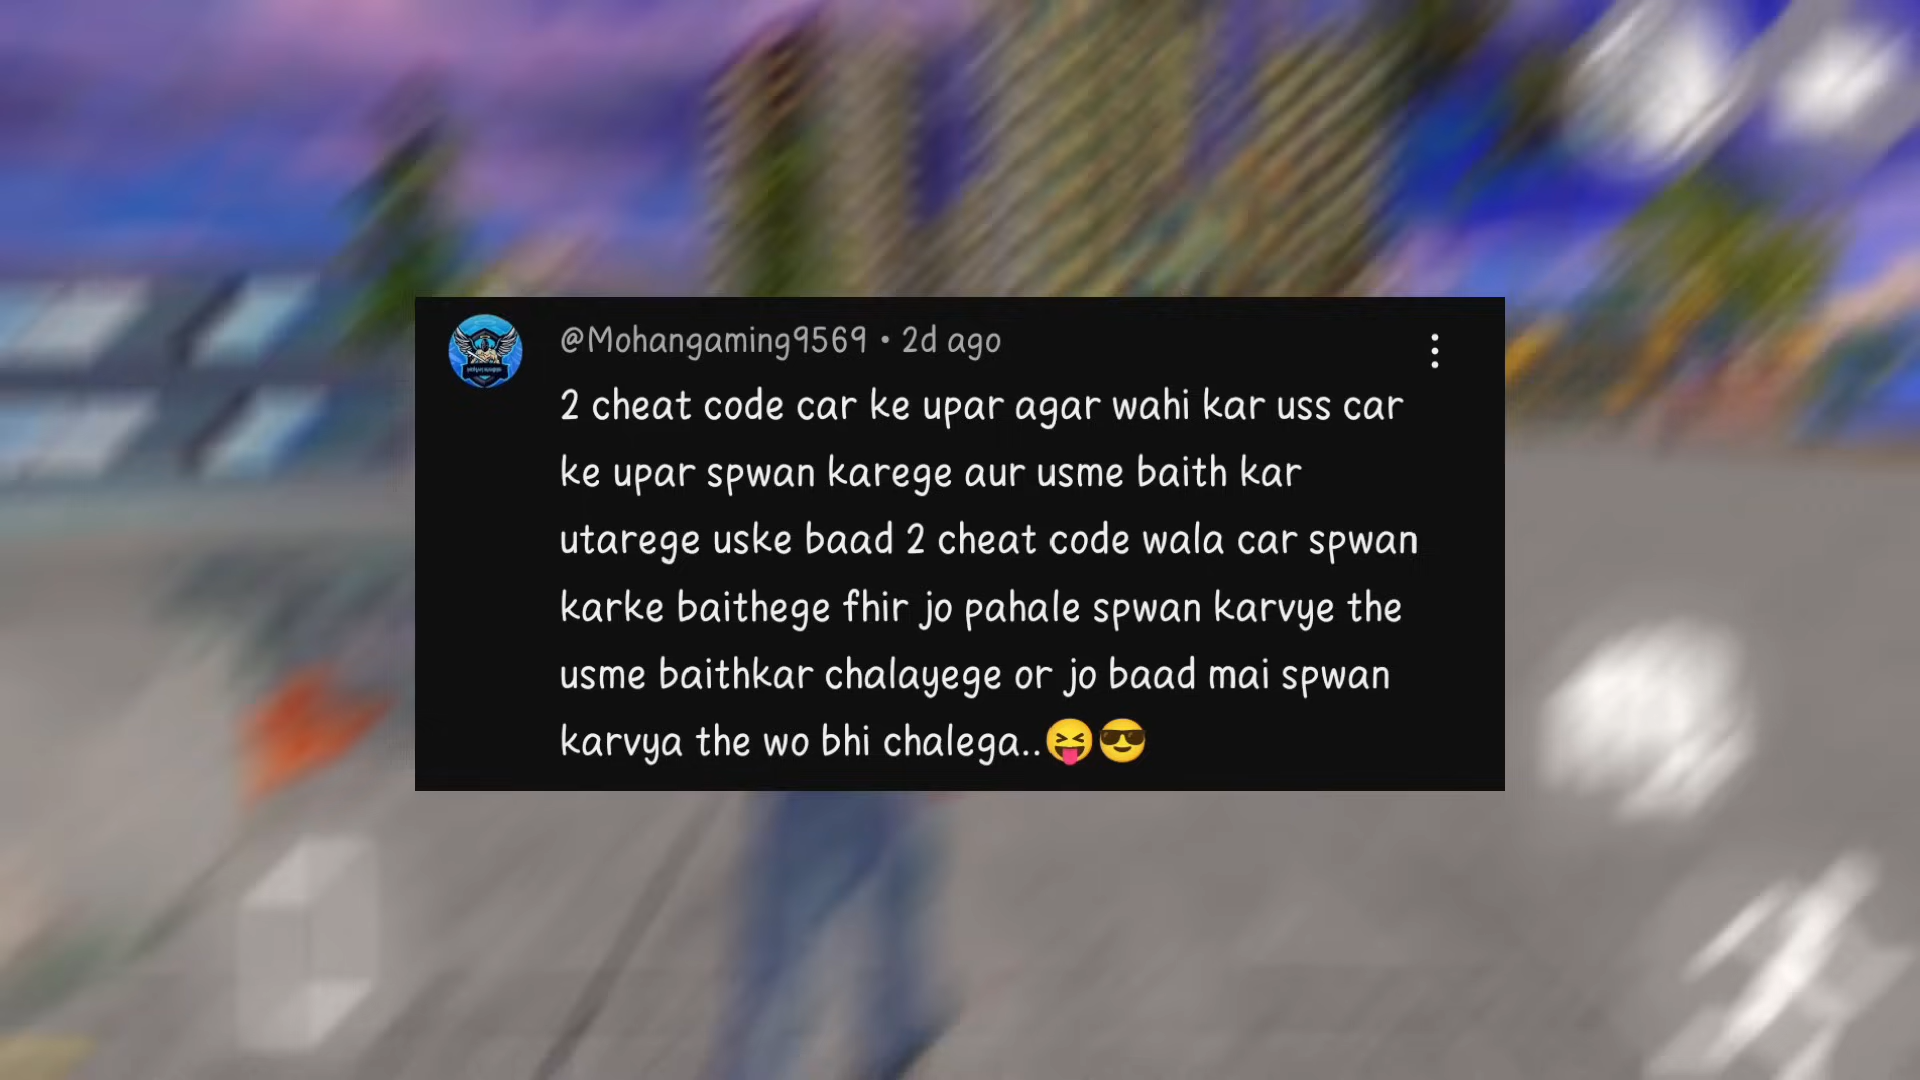 @Mohangaming9569 • 2d ago
2 cheat code car ke upar agar wahi kar uss car
ke upar spwan karege aur usme baith kar
utarege uske baad 2 cheat code wala car spwan
karke baithege fhir jo pahale spwan karvye the
usme baithkar chalayege or jo baad mai spwan
karvya the wo bhi chalega..😝😎